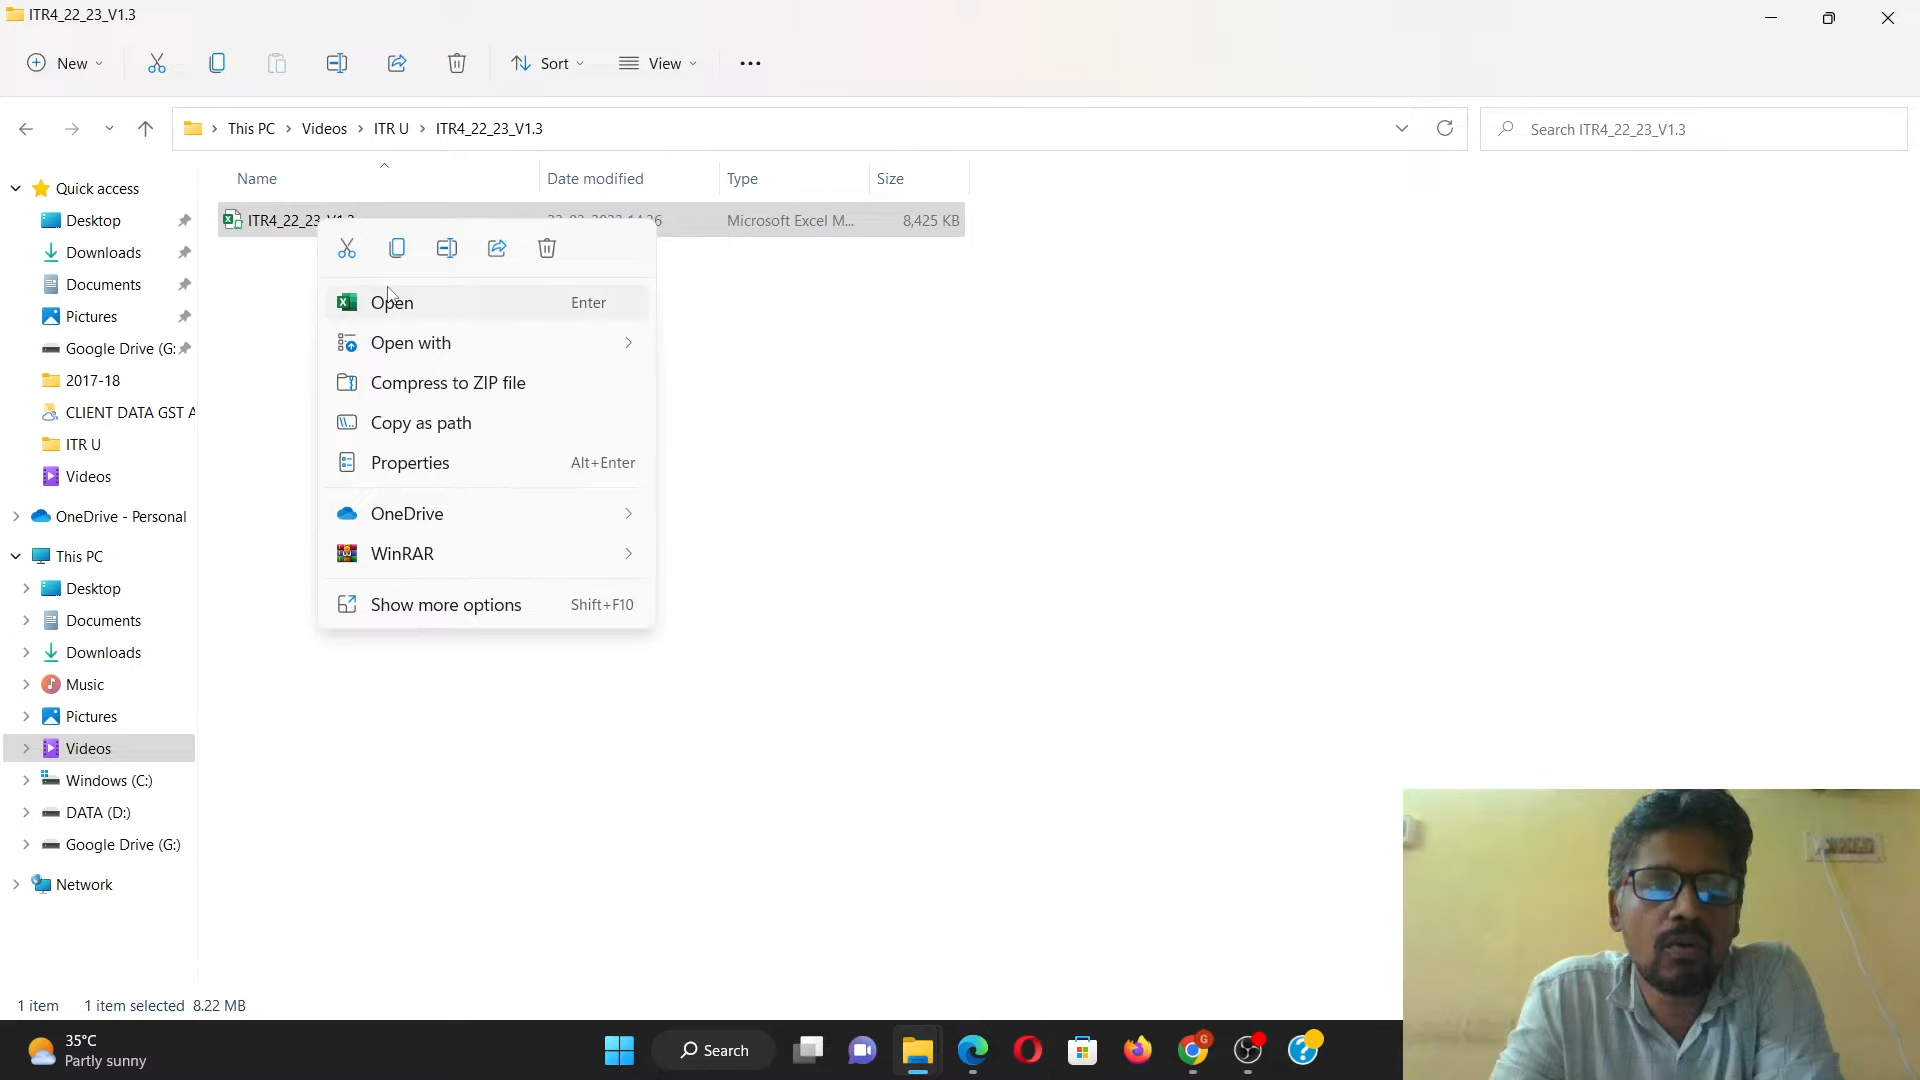 ITR4_22_23_V1.3
New
Sort
View
This PC
Videos
ITR U
ITR4_22_23_V1.3
Search ITR4_22_23_V1.3
Name
Date modified
Type
Size
ITR4_22_23_V1.3
Microsoft Excel M...
8,425 KB
Open
Enter
Open with
Compress to ZIP file
Copy as path
Properties
Alt+Enter
OneDrive
WinRAR
Show more options
Shift+F10
Quick access
Desktop
Downloads
Documents
Pictures
Google Drive (G:
2017-18
CLIENT DATA GST A
ITR U
Videos
OneDrive - Personal
This PC
Desktop
Documents
Downloads
Music
Pictures
Videos
Windows (C:)
DATA (D:)
Google Drive (G:)
Network
1 item
1 item selected 8.22 MB
35°C
Partly sunny
Search
G